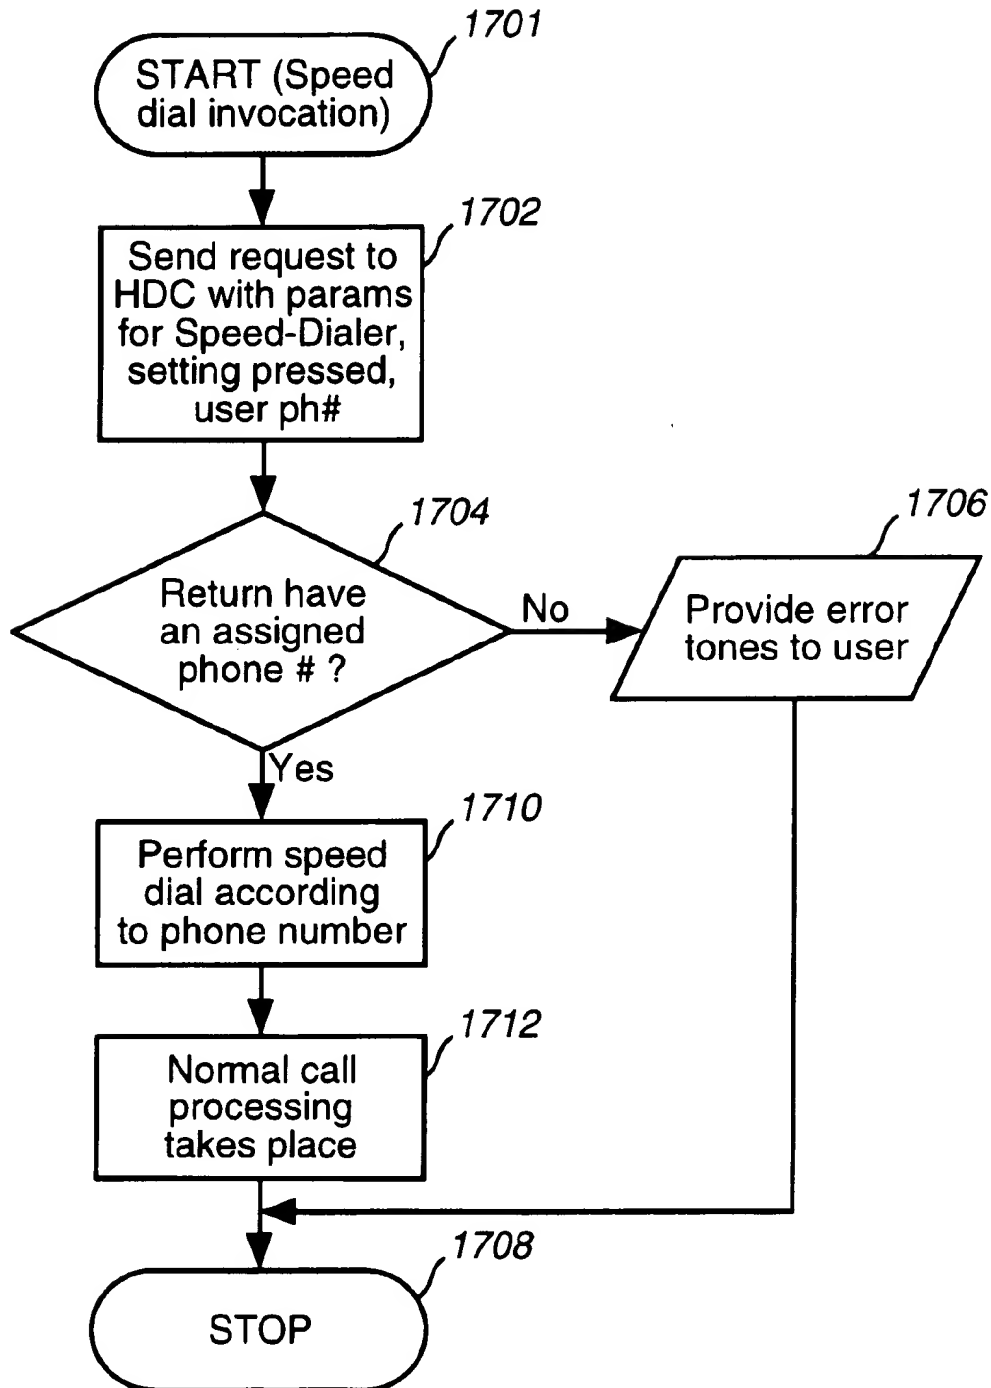 1701
START (Speed
dial invocation)
1702
Send request to
HDC with params
for Speed-Dialer,
setting pressed,
user ph#
1704
Return have
an assigned
phone # ?
No
1706
Provide error
tones to user
Yes
1710
Perform speed
dial according
to phone number
1712
Normal call
processing
takes place
1708
STOP